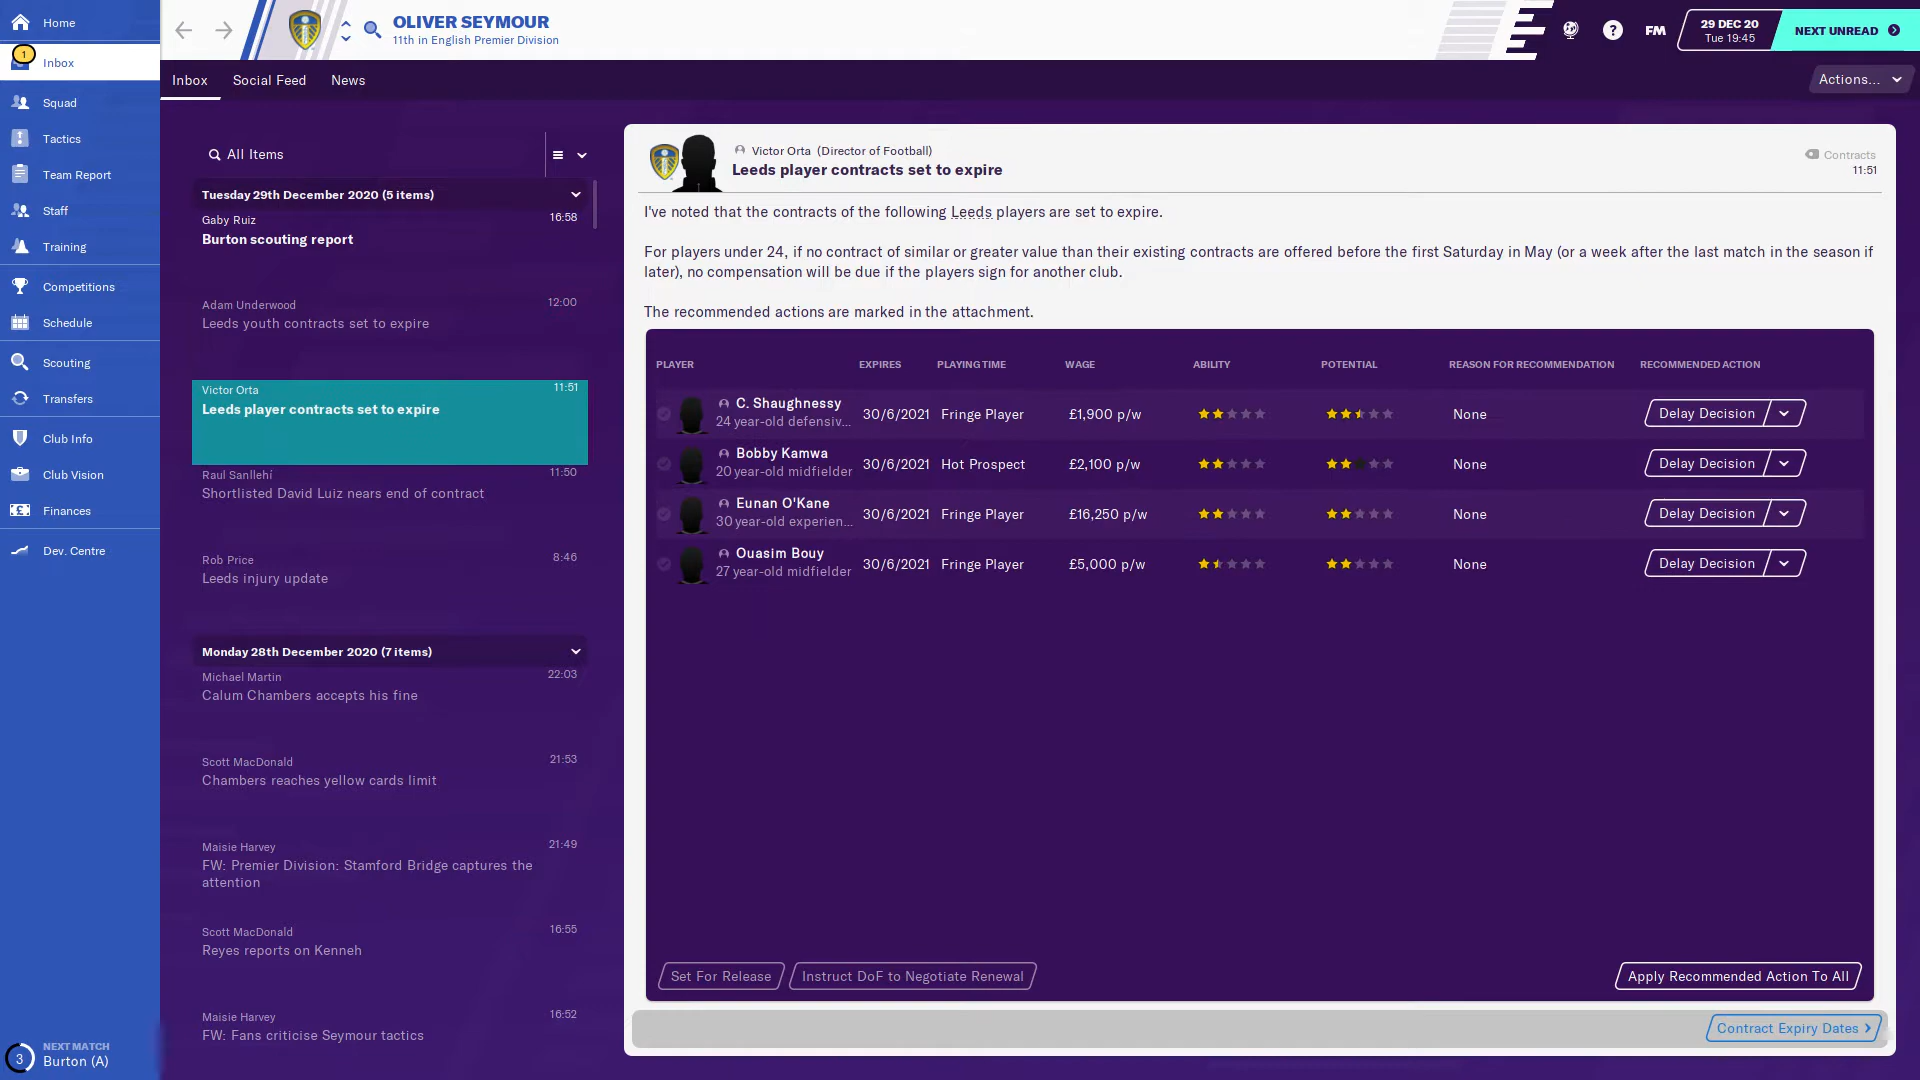 Home
OLIVER SEYMOUR
11th in English Premier Division
FM
29 DEC 20
Tue 19:45
NEXT UNREAD
1
Inbox
Squad
Tactics
Team Report
Staff
Training
Competitions
Schedule
Scouting
Transfers
Club Info
Club Vision
Finances
Dev. Centre
3
NEXT MATCH
Burton (A)
Inbox Social Feed News
Actions...
All Items
Tuesday 29th December 2020 (5 items)
Gaby Ruiz 16:58
Burton scouting report
Adam Underwood 12:00
Leeds youth contracts set to expire
Victor Orta 11:51
Leeds player contracts set to expire
Raul Sanllehí 11:50
Shortlisted David Luiz nears end of contract
Rob Price 8:46
Leeds injury update
Monday 28th December 2020 (7 items)
Michael Martin 22:03
Calum Chambers accepts his fine
Scott MacDonald 21:53
Chambers reaches yellow cards limit
Maisie Harvey 21:49
FW: Premier Division: Stamford Bridge captures the
attention
Scott MacDonald 16:55
Reyes reports on Kenneh
Maisie Harvey 16:52
FW: Fans criticise Seymour tactics
Victor Orta (Director of Football)
Leeds player contracts set to expire
Contracts
11:51
I've noted that the contracts of the following Leeds players are set to expire.
For players under 24, if no contract of similar or greater value than their existing contracts are offered before the first Saturday in May (or a week after the last match in the season if
later), no compensation will be due if the players sign for another club.
The recommended actions are marked in the attachment.
PLAYER EXPIRES PLAYING TIME WAGE ABILITY POTENTIAL REASON FOR RECOMMENDATION RECOMMENDED ACTION
C. Shaughnessy
24 year-old defensiv... 30/6/2021 Fringe Player £1,900 p/w None Delay Decision
Bobby Kamwa
20 year-old midfielder 30/6/2021 Hot Prospect £2,100 p/w None Delay Decision
Eunan O'Kane
30 year-old experien... 30/6/2021 Fringe Player £16,250 p/w None Delay Decision
Ouasim Bouy
27 year-old midfielder 30/6/2021 Fringe Player £5,000 p/w None Delay Decision
Set For Release Instruct DoF to Negotiate Renewal Apply Recommended Action To All
Contract Expiry Dates